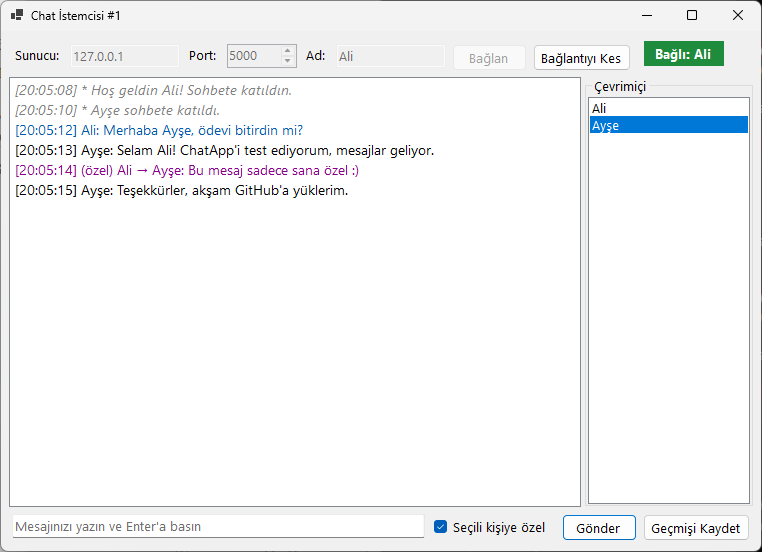 Chat İstemcisi #1
Sunucu: 127.0.0.1 Port: 5000 Ad: Ali Bağlan Bağlantıyı Kes Bağlı: Ali
[20:05:08] * Hoş geldin Ali! Sohbete katıldın.
[20:05:10] * Ayşe sohbete katıldı.
[20:05:12] Ali: Merhaba Ayşe, ödevi bitirdin mi?
[20:05:13] Ayşe: Selam Ali! ChatApp'i test ediyorum, mesajlar geliyor.
[20:05:14] (özel) Ali → Ayşe: Bu mesaj sadece sana özel :)
[20:05:15] Ayşe: Teşekkürler, akşam GitHub'a yüklerim.
Çevrimiçi
Ali
Ayşe
Mesajınızı yazın ve Enter'a basın Seçili kişiye özel Gönder Geçmişi Kaydet